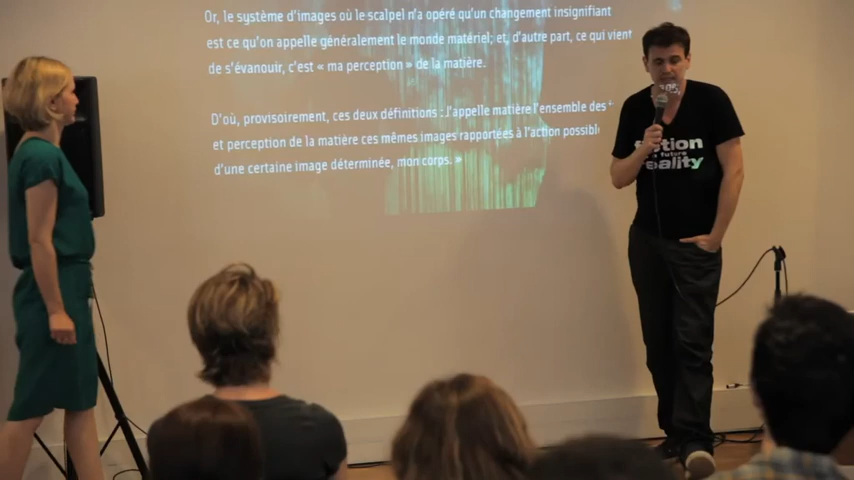 Or, le système d'images où le scalpel n'a opéré qu'un changement insignifiant
est ce qu'on appelle généralement le monde matériel; et, d'autre part, ce qui vient
de s'évanouir, c'est « ma perception » de la matière.
D'où, provisoirement, ces deux définitions : J'appelle matière l'ensemble des
et perception de la matière ces mêmes images rapportées à l'action possibl
d'une certaine image déterminée, mon corps. »
future